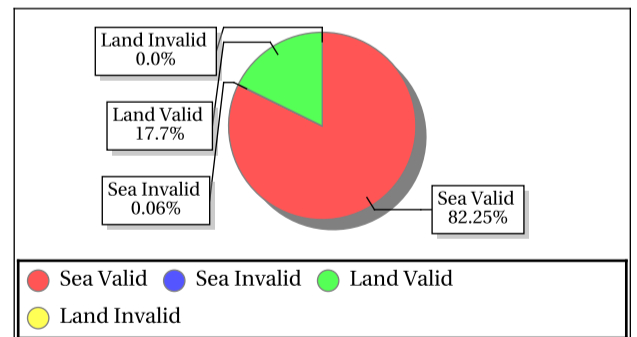 Land Invalid
0.0%
Land Valid
17.7%
Sea Invalid
0.06%
Sea Valid
82.25%
Sea Valid Sea Invalid Land Valid
Land Invalid